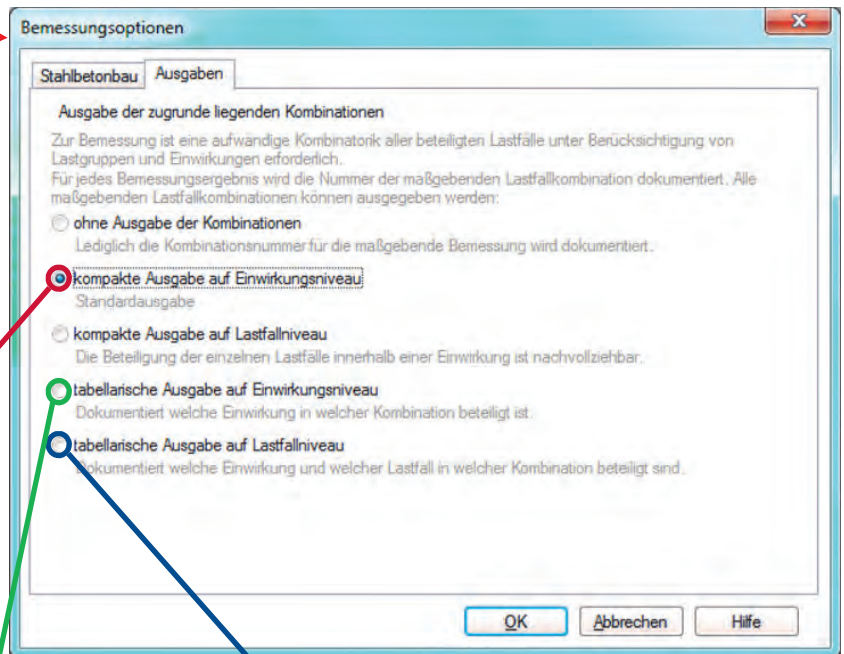 Bemessungsoptionen
Stahlbetonbau Ausgaben
Ausgabe der zugrunde liegenden Kombinationen
Zur Bemessung ist eine aufwändige Kombinatorik aller beteiligten Lastfälle unter Berücksichtigung von
Lastgruppen und Einwirkungen erforderlich.
Für jedes Bemessungsergebnis wird die Nummer der maßgebenden Lastfallkombination dokumentiert. Alle
maßgebenden Lastfallkombinationen können ausgegeben werden:
ohne Ausgabe der Kombinationen
Lediglich die Kombinationsnummer für die maßgebende Bemessung wird dokumentiert.
kompakte Ausgabe auf Einwirkungsniveau
Standardausgabe
kompakte Ausgabe auf Lastfallniveau
Die Beteiligung der einzelnen Lastfälle innerhalb einer Einwirkung ist nachvollziehbar.
tabellarische Ausgabe auf Einwirkungsniveau
Dokumentiert welche Einwirkung in welcher Kombination beteiligt ist.
tabellarische Ausgabe auf Lastfallniveau
Dokumentiert welche Einwirkung und welcher Lastfall in welcher Kombination beteiligt sind.
OK Abbrechen Hilfe